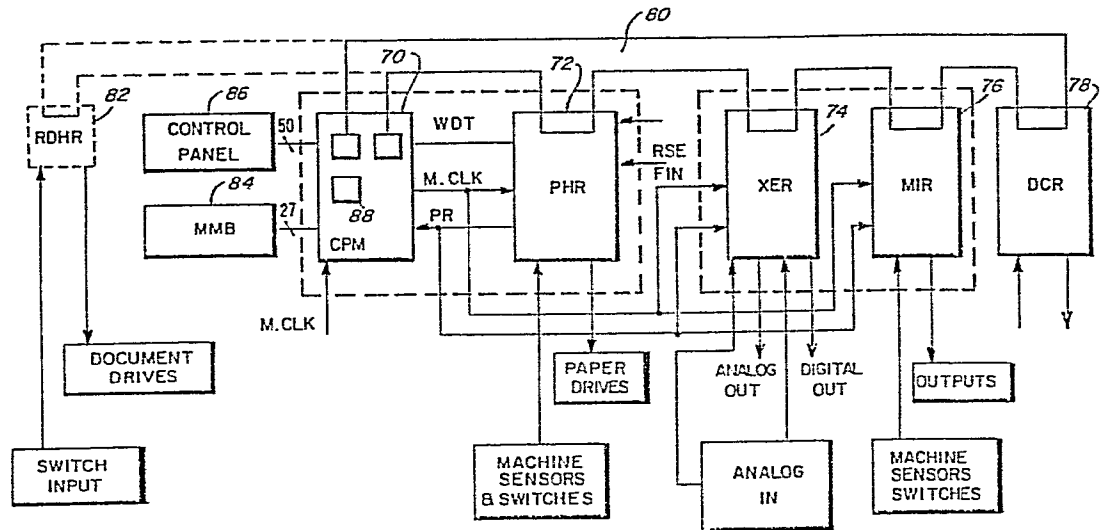 80
70
72
74
76
78
82
RDHR
86
CONTROL
PANEL
50
84
MMB
27
88
CPM
WDT
M.CLK
PR
PHR
RSE
FIN
XER
MIR
DCR
M.CLK
DOCUMENT
DRIVES
PAPER
DRIVES
ANALOG
OUT
DIGITAL
OUT
OUTPUTS
SWITCH
INPUT
MACHINE
SENSORS
& SWITCHES
ANALOG
IN
MACHINE
SENSORS
SWITCHES